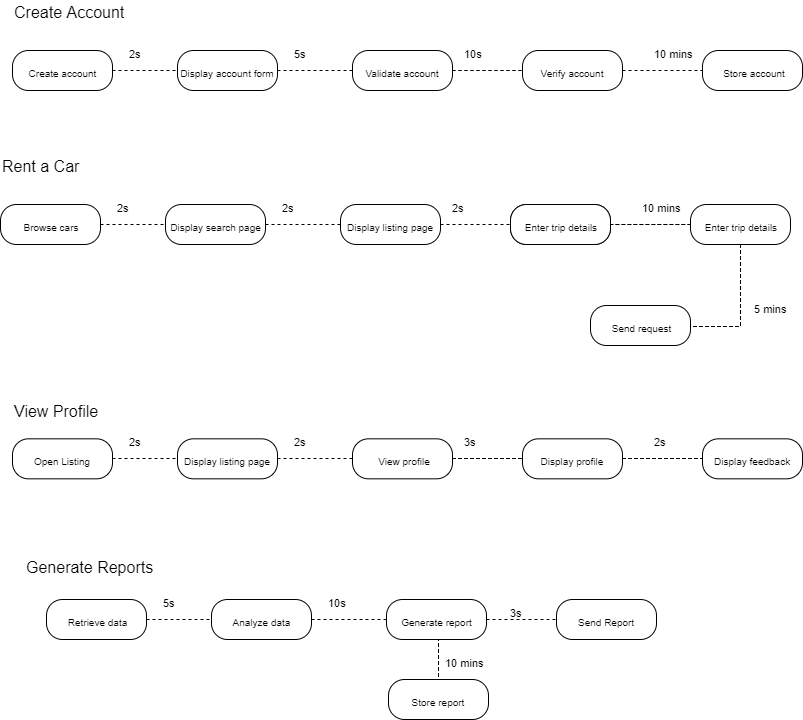 Create Account
2s
5s
10s
10 mins
Create account
Display account form
Validate account
Verify account
Store account
Rent a Car
2s
2s
2s
10 mins
Browse cars
Display search page
Display listing page
Enter trip details
Enter trip details
5 mins
Send request
View Profile
2s
2s
3s
2s
Open Listing
Display listing page
View profile
Display profile
Display feedback
Generate Reports
5s
10s
3s
Retrieve data
Analyze data
Generate report
Send Report
10 mins
Store report